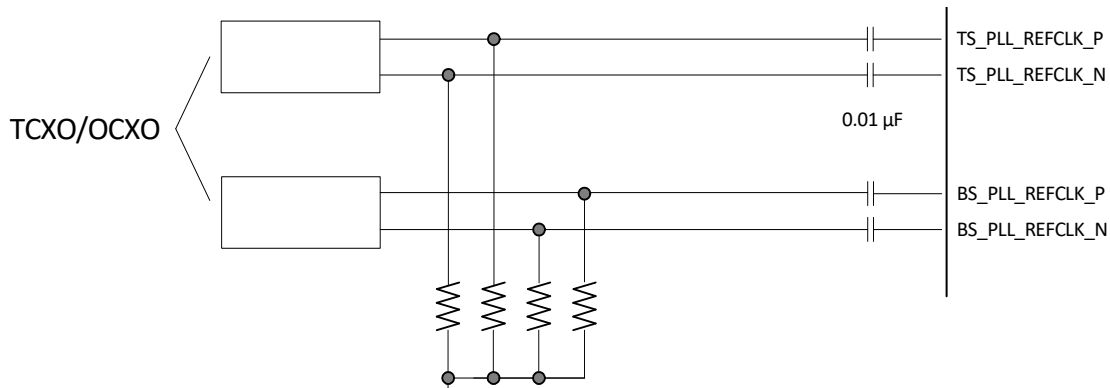 TS_PLL_REFCLK_P
TS_PLL_REFCLK_N
TCXO/OCXO
0.01 µF
BS_PLL_REFCLK_P
BS_PLL_REFCLK_N